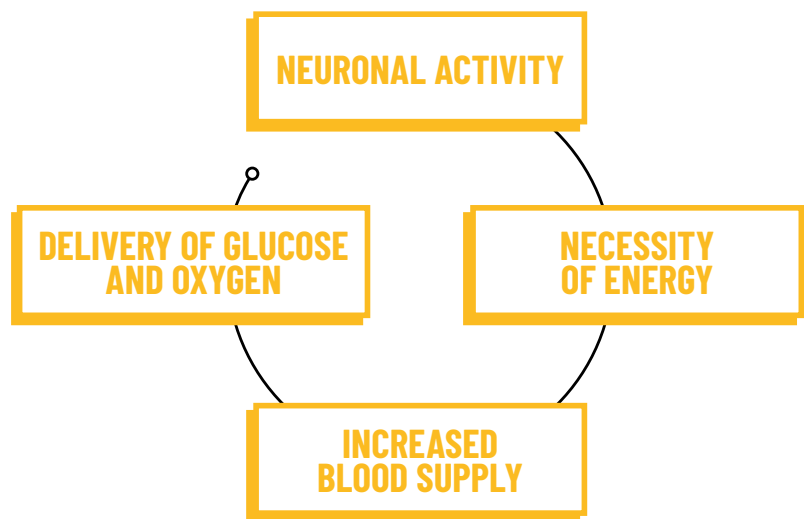 NEURONAL ACTIVITY
NECESSITY
OF ENERGY
INCREASED
BLOOD SUPPLY
DELIVERY OF GLUCOSE
AND OXYGEN